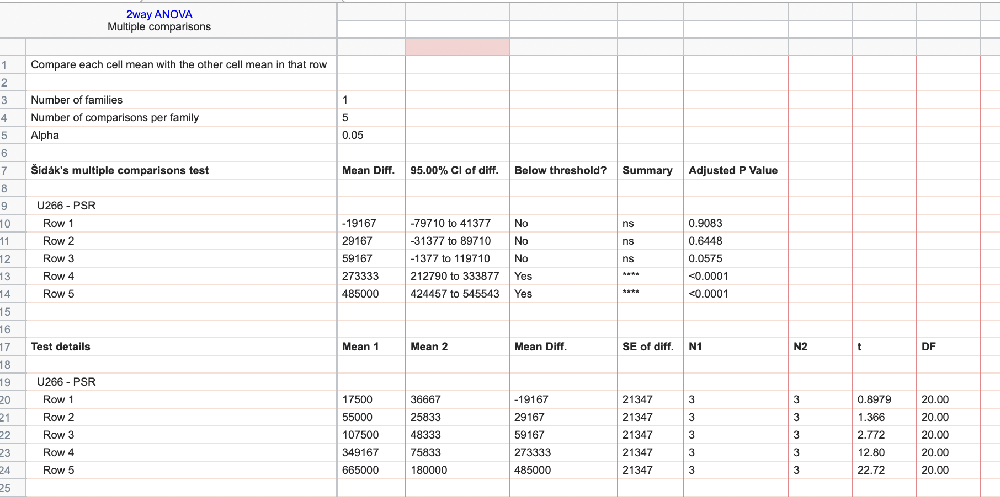 2way ANOVA
Multiple comparisons
1 Compare each cell mean with the other cell mean in that row
2
3 Number of families 1
4 Number of comparisons per family 5
5 Alpha 0.05
6
7 Šídák's multiple comparisons test Mean Diff. 95.00% CI of diff. Below threshold? Summary Adjusted P Value
8
9 U266 - PSR
10 Row 1 -19167 -79710 to 41377 No ns 0.9083
11 Row 2 29167 -31377 to 89710 No ns 0.6448
12 Row 3 59167 -1377 to 119710 No ns 0.0575
13 Row 4 273333 212790 to 333877 Yes **** <0.0001
14 Row 5 485000 424457 to 545543 Yes **** <0.0001
15
16
17 Test details Mean 1 Mean 2 Mean Diff. SE of diff. N1 N2 t DF
18
19 U266 - PSR
20 Row 1 17500 36667 -19167 21347 3 3 0.8979 20.00
21 Row 2 55000 25833 29167 21347 3 3 1.366 20.00
22 Row 3 107500 48333 59167 21347 3 3 2.772 20.00
23 Row 4 349167 75833 273333 21347 3 3 12.80 20.00
24 Row 5 665000 180000 485000 21347 3 3 22.72 20.00
25